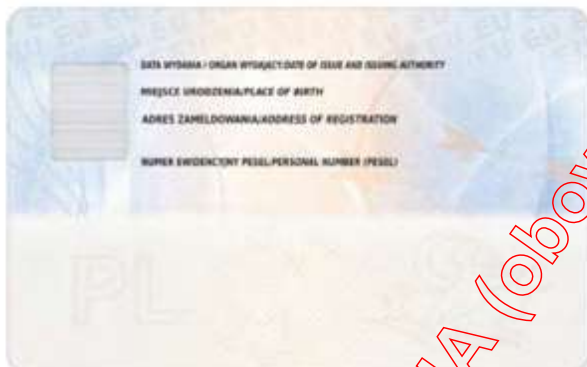 DATA WYDANIA / ORGAN WYDAJĄCY/DATE OF ISSUE AND ISSUING AUTHORITY
MIEJSCE URODZENIA/PLACE OF BIRTH
ADRES ZAMELDOWANIA/ADDRESS OF REGISTRATION
NUMER EWIDENCYJNY PESEL/PERSONAL NUMBER (PESEL)
PL